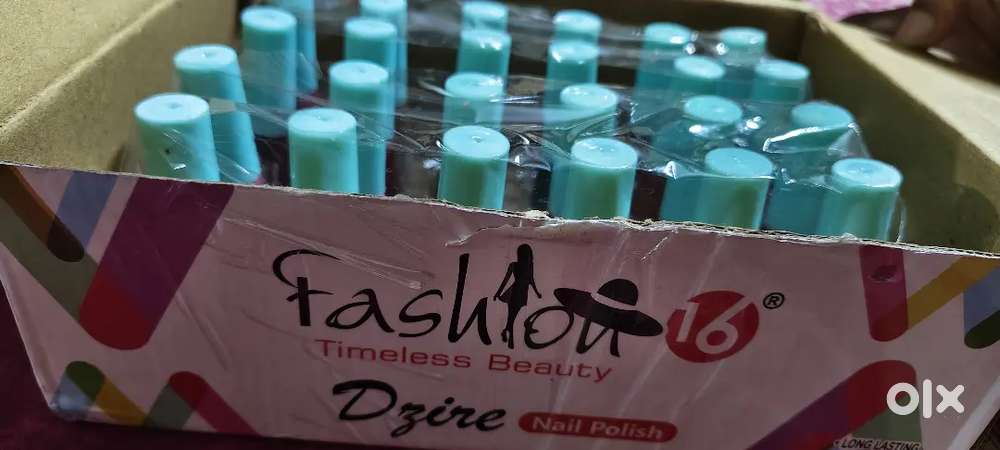 Fashion 16®
Timeless Beauty
Dzire Nail Polish
• LONG LASTING
olx